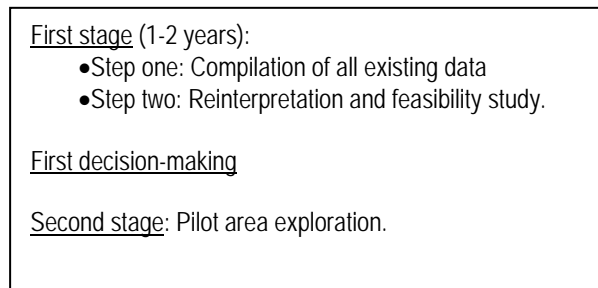 First stage (1-2 years):
•Step one: Compilation of all existing data
•Step two: Reinterpretation and feasibility study.
First decision-making
Second stage: Pilot area exploration.